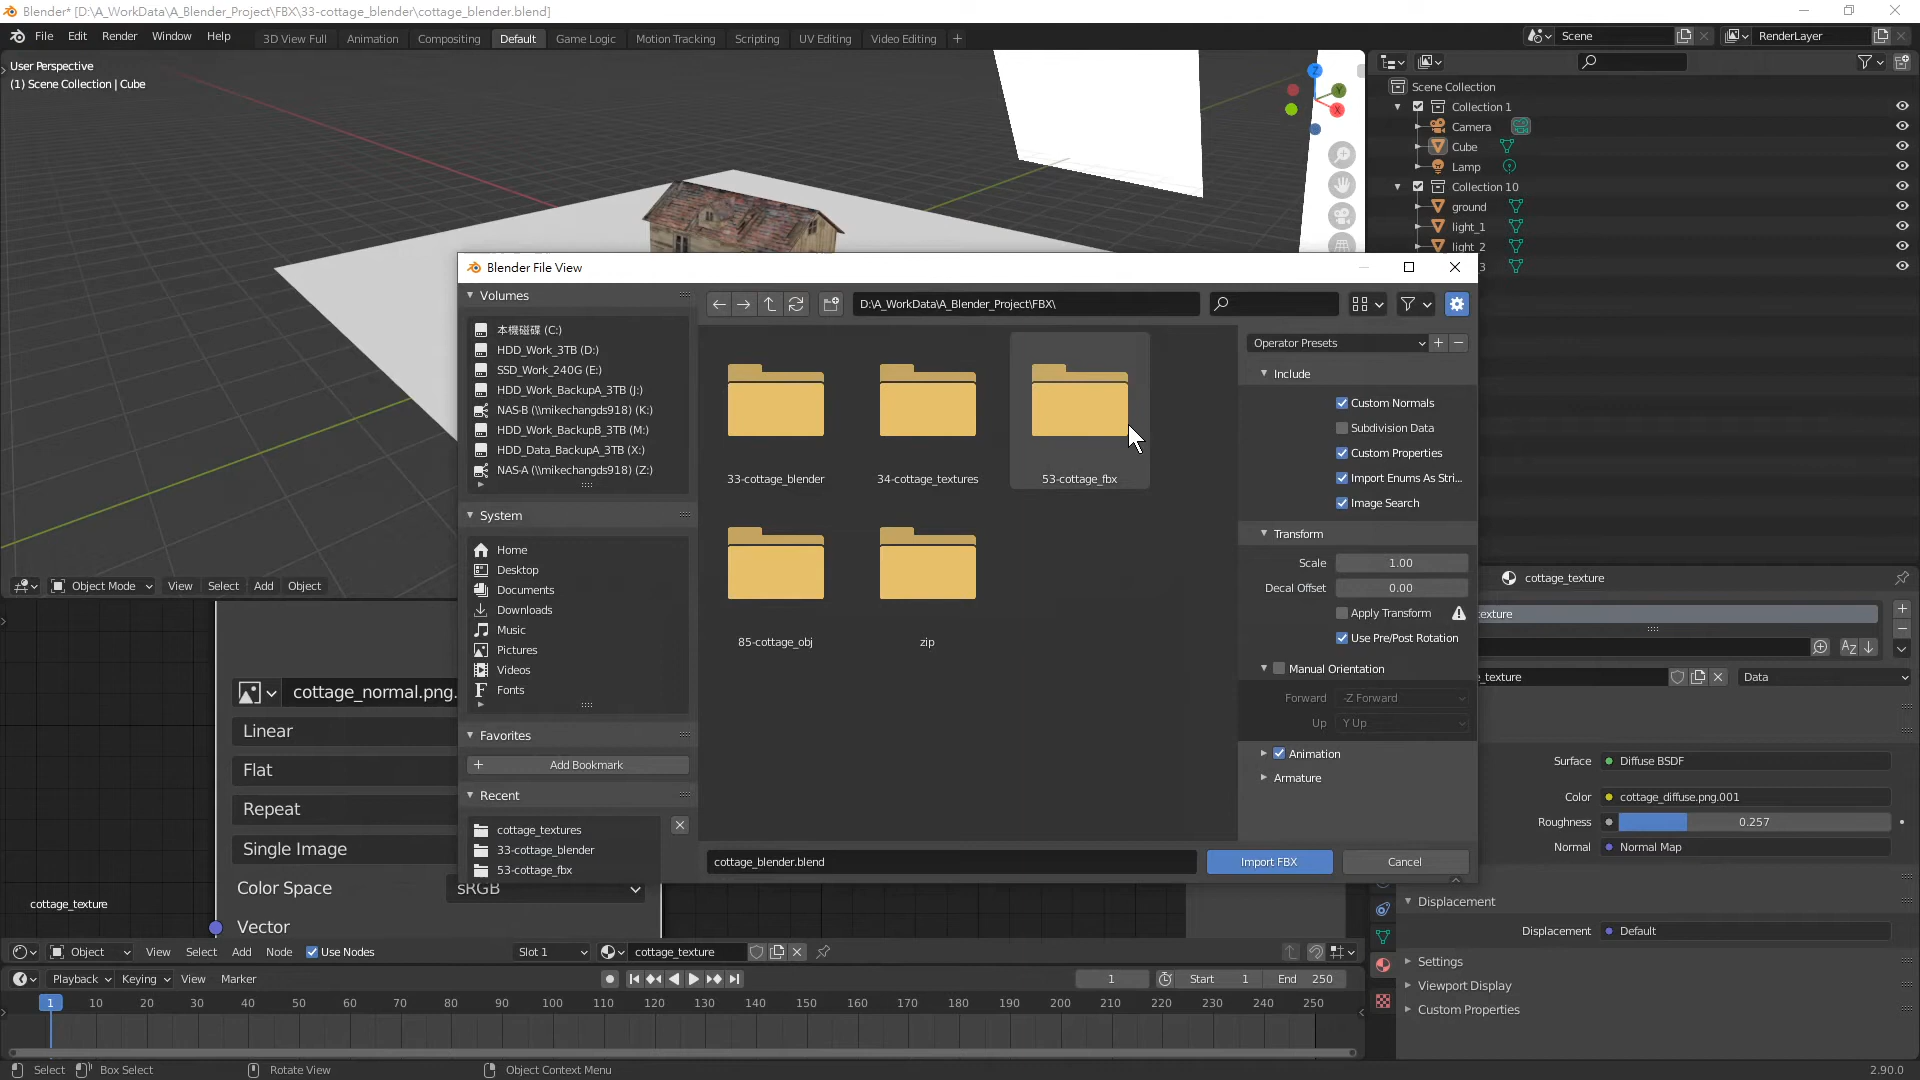 Blender* [D:\A_WorkData\A_Blender_Project\FBX\33-cottage_blender\cottage_blender.blend]
File Edit Render Window Help 3D View Full Animation Compositing Default Game Logic Motion Tracking Scripting UV Editing Video Editing + Scene RenderLayer
User Perspective
(1) Scene Collection | Cube
Z
Y
X
Scene Collection
Collection 1
Camera
Cube
Lamp
Collection 10
ground
light_1
light_2
3
Object Mode View Select Add Object
Blender File View
Volumes
本機磁碟 (C:)
HDD_Work_3TB (D:)
SSD_Work_240G (E:)
HDD_Work_BackupA_3TB (J:)
NAS-B (\\mikechangds918) (K:)
HDD_Work_BackupB_3TB (M:)
HDD_Data_BackupA_3TB (X:)
NAS-A (\\mikechangds918) (Z:)
System
Home
Desktop
Documents
Downloads
Music
Pictures
Videos
Fonts
Favorites
Add Bookmark
Recent
cottage_textures
33-cottage_blender
53-cottage_fbx
D:\A_WorkData\A_Blender_Project\FBX\
33-cottage_blender
34-cottage_textures
53-cottage_fbx
85-cottage_obj
zip
cottage_blender.blend
Import FBX
Cancel
Operator Presets
Include
Custom Normals
Subdivision Data
Custom Properties
Import Enums As Stri...
Image Search
Transform
Scale 1.00
Decal Offset 0.00
Apply Transform
Use Pre/Post Rotation
Manual Orientation
Forward -Z Forward
Up Y Up
Animation
Armature
cottage_texture
exture
_texture
Data
Surface Diffuse BSDF
Color cottage_diffuse.png.001
Roughness 0.257
Normal Normal Map
Displacement
Displacement Default
Settings
Viewport Display
Custom Properties
cottage_normal.png.
Linear
Flat
Repeat
Single Image
Color Space sRGB
Vector
cottage_texture
Object View Select Add Node Use Nodes Slot 1 cottage_texture
Playback Keying View Marker 1 Start 1 End 250
1 10 20 30 40 50 60 70 80 90 100 110 120 130 140 150 160 170 180 190 200 210 220 230 240 250
Select Box Select Rotate View Object Context Menu 2.90.0